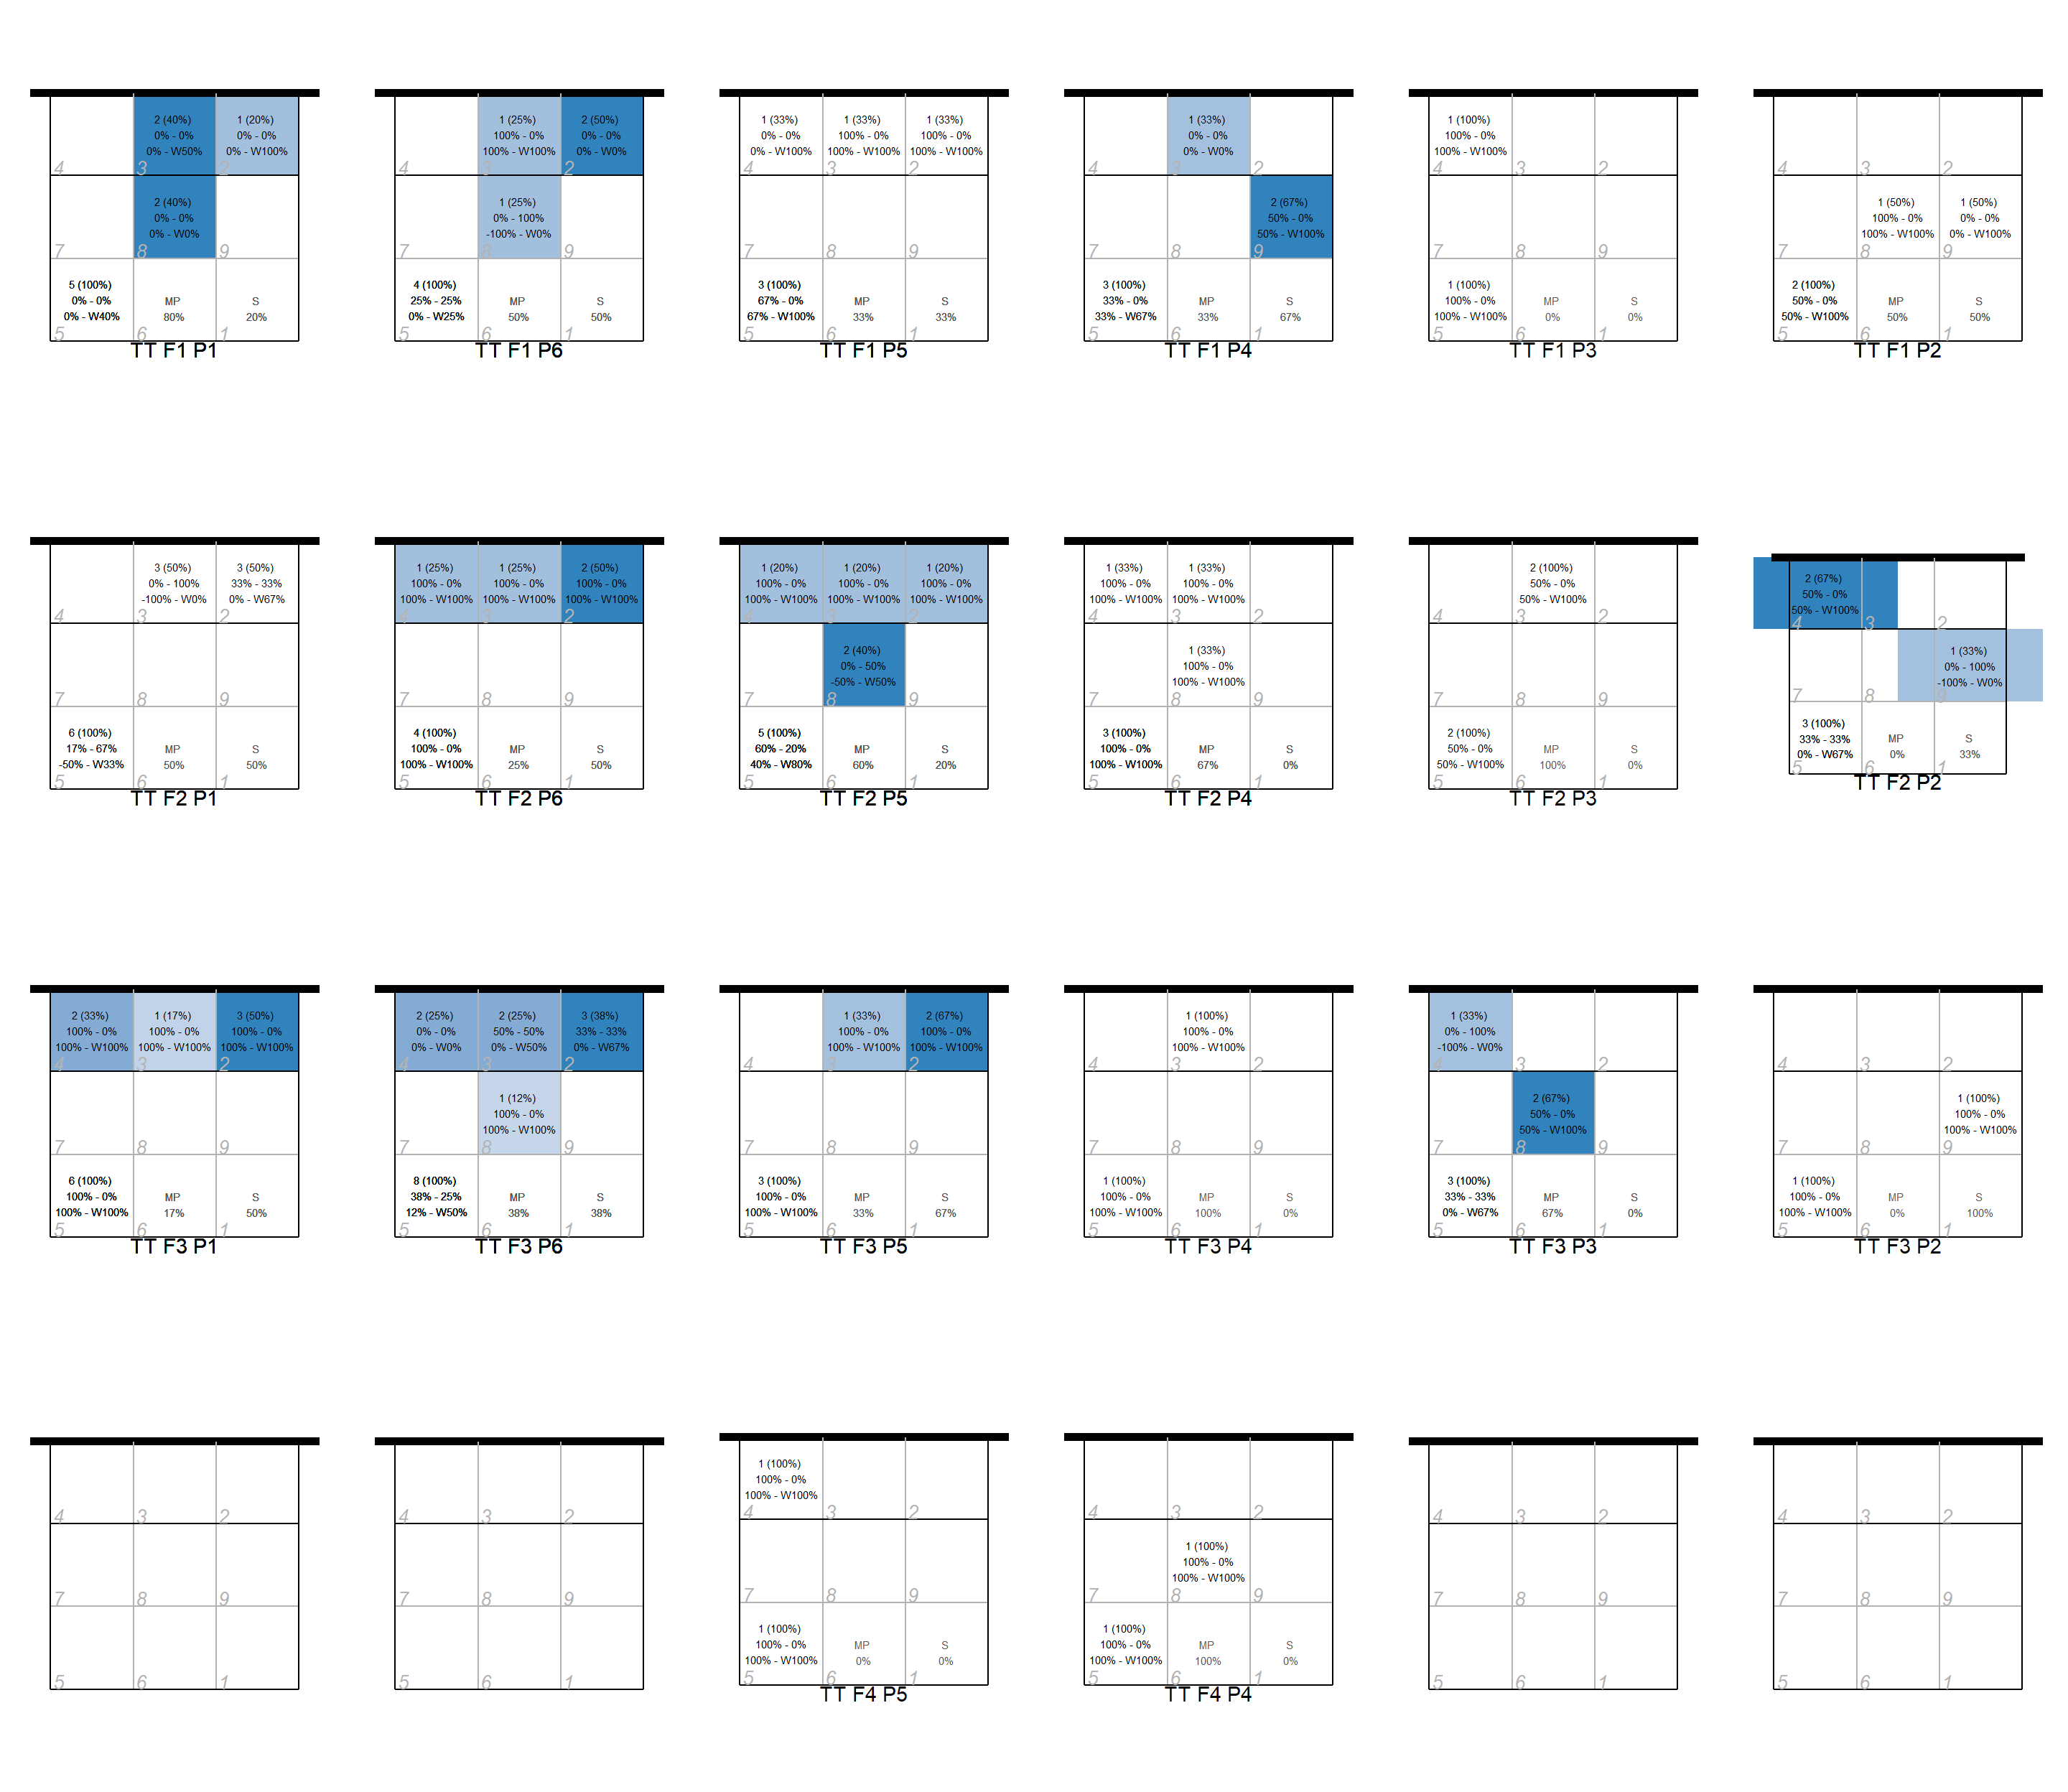 2 (40%)
0% - 0%
0% - W50%
1 (20%)
0% - 0%
0% - W100%
4
3
2
2 (40%)
0% - 0%
0% - W0%
7
8
9
5 (100%)
0% - 0%
0% - W40%
MP
80%
S
20%
5
6
1
TT F1 P1
1 (25%)
100% - 0%
100% - W100%
2 (50%)
0% - 0%
0% - W0%
4
3
2
1 (25%)
0% - 100%
-100% - W0%
7
8
9
4 (100%)
25% - 25%
0% - W25%
MP
50%
S
50%
5
6
1
TT F1 P6
1 (33%)
0% - 0%
0% - W100%
1 (33%)
100% - 0%
100% - W100%
1 (33%)
100% - 0%
100% - W100%
4
3
2
7
8
9
3 (100%)
67% - 0%
67% - W100%
MP
33%
S
33%
5
6
1
TT F1 P5
1 (33%)
0% - 0%
0% - W0%
4
3
2
2 (67%)
50% - 0%
50% - W100%
7
8
9
3 (100%)
33% - 0%
33% - W67%
MP
33%
S
67%
5
6
1
TT F1 P4
1 (100%)
100% - 0%
100% - W100%
4
3
2
7
8
9
1 (100%)
100% - 0%
100% - W100%
MP
0%
S
0%
5
6
1
TT F1 P3
4
3
2
1 (50%)
100% - 0%
100% - W100%
1 (50%)
0% - 0%
0% - W100%
7
8
9
2 (100%)
50% - 0%
50% - W100%
MP
50%
S
50%
5
6
1
TT F1 P2
3 (50%)
0% - 100%
-100% - W0%
3 (50%)
33% - 33%
0% - W67%
4
3
2
7
8
9
6 (100%)
17% - 67%
-50% - W33%
MP
50%
S
50%
5
6
1
TT F2 P1
1 (25%)
100% - 0%
100% - W100%
1 (25%)
100% - 0%
100% - W100%
2 (50%)
100% - 0%
100% - W100%
4
3
2
7
8
9
4 (100%)
100% - 0%
100% - W100%
MP
25%
S
50%
5
6
1
TT F2 P6
1 (20%)
100% - 0%
100% - W100%
1 (20%)
100% - 0%
100% - W100%
1 (20%)
100% - 0%
100% - W100%
4
3
2
2 (40%)
0% - 50%
-50% - W50%
7
8
9
5 (100%)
60% - 20%
40% - W80%
MP
60%
S
20%
5
6
1
TT F2 P5
1 (33%)
100% - 0%
100% - W100%
1 (33%)
100% - 0%
100% - W100%
4
3
2
1 (33%)
100% - 0%
100% - W100%
7
8
9
3 (100%)
100% - 0%
100% - W100%
MP
67%
S
0%
5
6
1
TT F2 P4
2 (100%)
50% - 0%
50% - W100%
4
3
2
7
8
9
2 (100%)
50% - 0%
50% - W100%
MP
100%
S
0%
5
6
1
TT F2 P3
2 (67%)
50% - 0%
50% - W100%
4
3
2
1 (33%)
0% - 100%
-100% - W0%
7
8
9
3 (100%)
33% - 33%
0% - W67%
MP
0%
S
33%
5
6
1
TT F2 P2
2 (33%)
100% - 0%
100% - W100%
1 (17%)
100% - 0%
100% - W100%
3 (50%)
100% - 0%
100% - W100%
4
3
2
7
8
9
6 (100%)
100% - 0%
100% - W100%
MP
17%
S
50%
5
6
1
TT F3 P1
2 (25%)
0% - 0%
0% - W0%
2 (25%)
50% - 50%
0% - W50%
3 (38%)
33% - 33%
0% - W67%
4
3
2
1 (12%)
100% - 0%
100% - W100%
7
8
9
8 (100%)
38% - 25%
12% - W50%
MP
38%
S
38%
5
6
1
TT F3 P6
1 (33%)
100% - 0%
100% - W100%
2 (67%)
100% - 0%
100% - W100%
4
3
2
7
8
9
3 (100%)
100% - 0%
100% - W100%
MP
33%
S
67%
5
6
1
TT F3 P5
1 (100%)
100% - 0%
100% - W100%
4
3
2
7
8
9
1 (100%)
100% - 0%
100% - W100%
MP
100%
S
0%
5
6
1
TT F3 P4
1 (33%)
0% - 100%
-100% - W0%
4
3
2
2 (67%)
50% - 0%
50% - W100%
7
8
9
3 (100%)
33% - 33%
0% - W67%
MP
67%
S
0%
5
6
1
TT F3 P3
4
3
2
1 (100%)
100% - 0%
100% - W100%
7
8
9
1 (100%)
100% - 0%
100% - W100%
MP
0%
S
100%
5
6
1
TT F3 P2
4
3
2
7
8
9
5
6
1
4
3
2
7
8
9
5
6
1
1 (100%)
100% - 0%
100% - W100%
4
3
2
7
8
9
1 (100%)
100% - 0%
100% - W100%
MP
0%
S
0%
5
6
1
TT F4 P5
4
3
2
1 (100%)
100% - 0%
100% - W100%
7
8
9
1 (100%)
100% - 0%
100% - W100%
MP
100%
S
0%
5
6
1
TT F4 P4
4
3
2
7
8
9
5
6
1
4
3
2
7
8
9
5
6
1